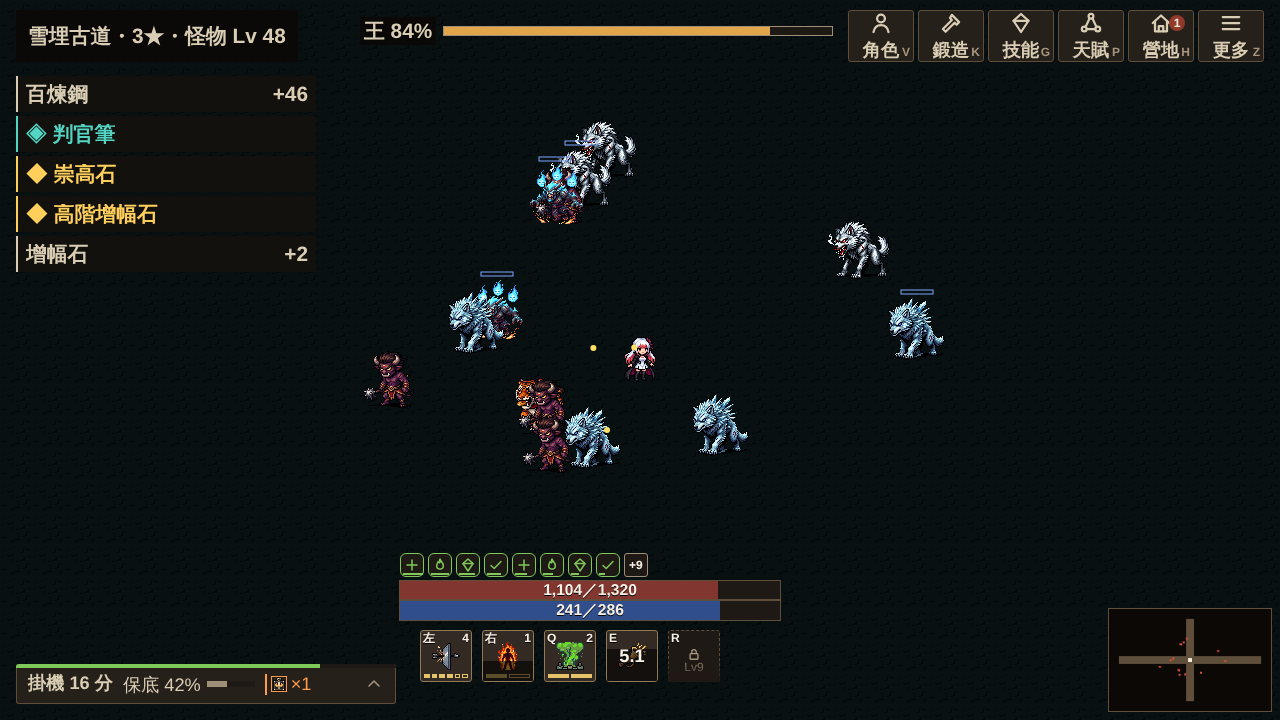 雪埋古道・3★・怪物 Lv 48
王 84%
角色 V
鍛造 K
技能 G
天賦 P
營地 H
1
更多 Z
百煉鋼 +46
◈ 判官筆
◆ 崇高石
◆ 高階增幅石
增幅石 +2
+9
1,104／1,320
241／286
左 4
右 1
Q 2
E 5.1
R Lv9
掛機 16 分 保底 42% ×1